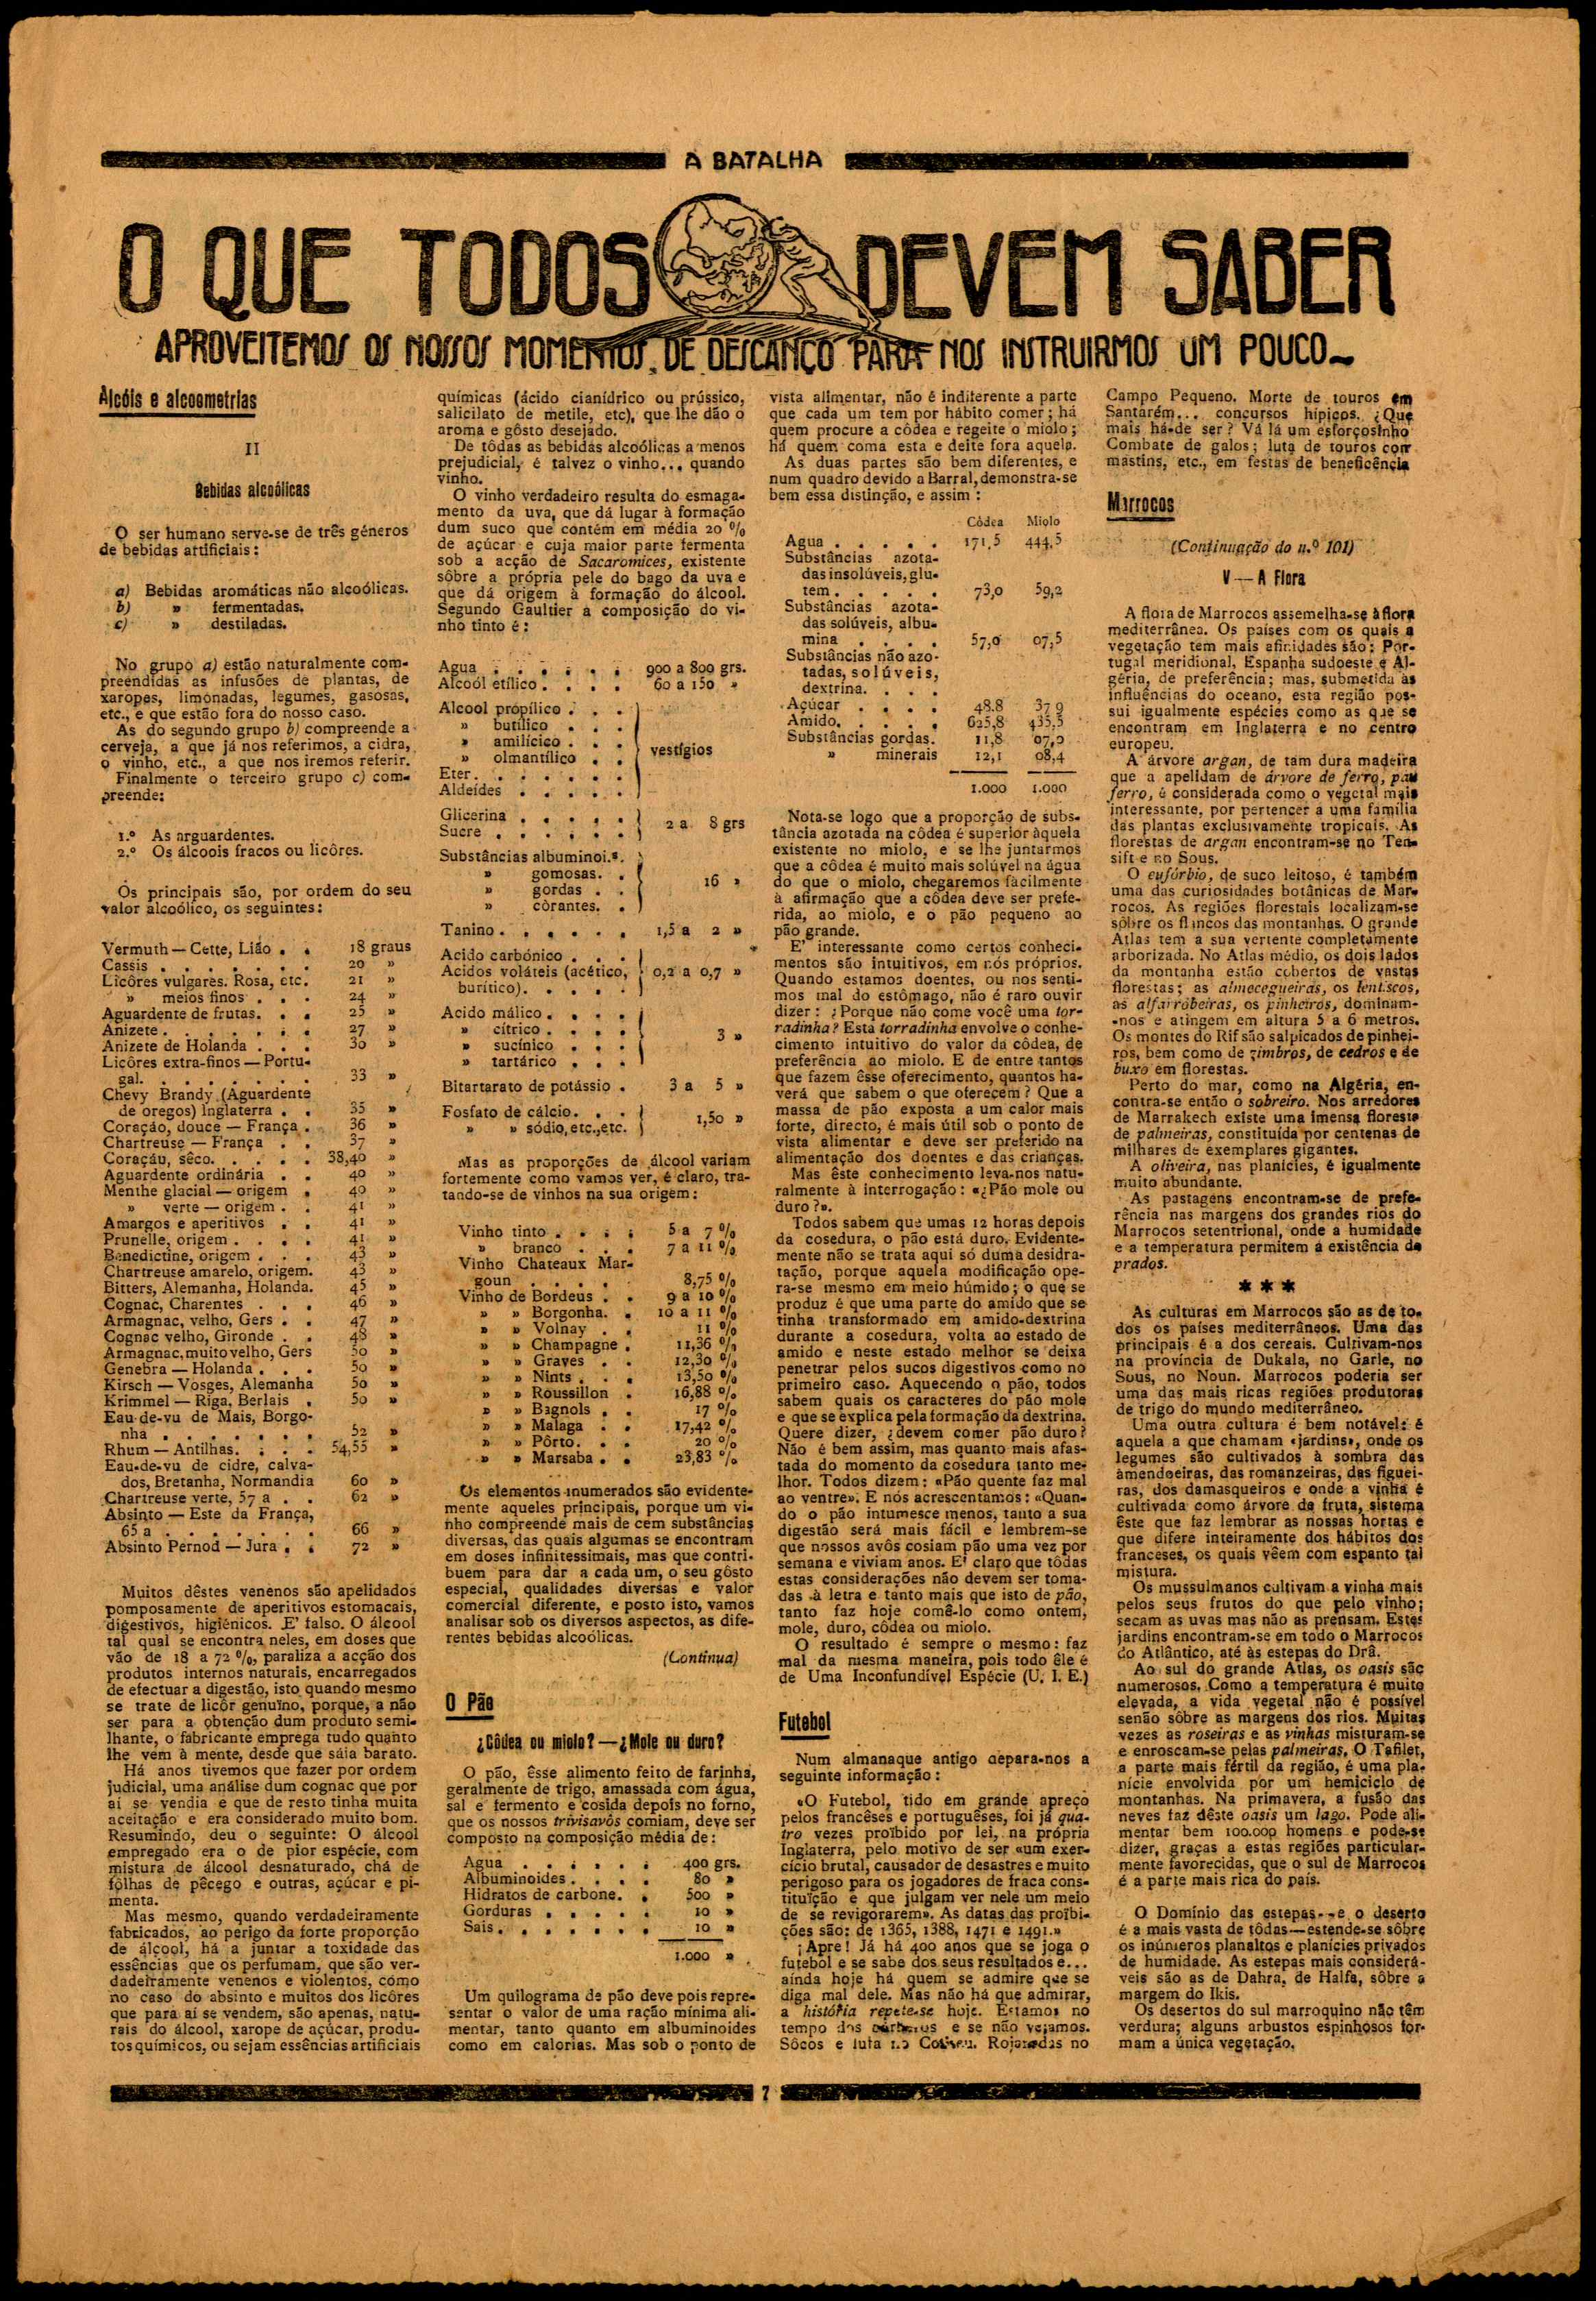 A BATALHA
O QUE TODOS DEVEM SABER
APROVEITEMOS OS NOSSOS MOMENTOS DE DESCANÇO PARA NOS INSTRUIRMOS UM POUCO
Alcóis e alcoometrias
II
Bebidas alcoólicas
O ser humano serve-se de três géneros
de bebidas artificiais:
a) Bebidas aromáticas não alcoólicas.
b) » fermentadas.
c) » destiladas.
No grupo a) estão naturalmente com-
preendidas as infusões de plantas, de
xaropes, limonadas, legumes, gasosas,
etc., e que estão fora do nosso caso.
As do segundo grupo b) compreende a
cerveja, a que já nos referimos, a cidra,
o vinho, etc., a que nos iremos referir.
Finalmente o terceiro grupo c) com-
preende:
1.º As arguardentes.
2.º Os álcoois fracos ou licôres.
Os principais são, por ordem do seu
valor alcoólico, os seguintes:
Vermuth — Cette, Lião . . 18 graus
Cassis . . . . . . . 20 »
Licôres vulgares. Rosa, etc. 21 »
» meios finos . . . 24 »
Aguardente de frutas. . . 25 »
Anizete . . . . . . . 27 »
Anizete de Holanda . . . 30 »
Licôres extra-finos — Portu-
gal. . . . . . . . 33 »
Chevy Brandy (Aguardente
de oregos) Inglaterra . . 35 »
Coração, douce — França . 36 »
Chartreuse — França . . 37 »
Coração, sêco. . . . . 38,40 »
Aguardente ordinária . . 40 »
Menthe glacial — origem . 40 »
» verte — origem . . 41 »
Amargos e aperitivos . . 41 »
Prunelle, origem . . . . 41 »
Benedictine, origem . . . 43 »
Chartreuse amarelo, origem. 43 »
Bitters, Alemanha, Holanda. 45 »
Cognac, Charentes . . . 46 »
Armagnac, velho, Gers . . 47 »
Cognac velho, Gironde . . 48 »
Armagnac, muito velho, Gers 50 »
Genebra — Holanda . . . 50 »
Kirsch — Vosges, Alemanha 50 »
Krimmel — Riga, Berlais . 50 »
Eau-de-vu de Mais, Borgo-
nha . . . . . . . 52 »
Rhum — Antilhas. . . . 54,55 »
Eau-de-vu de cidre, calva-
dos, Bretanha, Normandia 60 »
Chartreuse verte, 57 a . . 62 »
Absinto — Este da França,
65 a . . . . . . . 66 »
Absinto Pernod — Jura . . 72 »
Muitos dêstes venenos são apelidados
pomposamente de aperitivos estomacais,
digestivos, higiénicos. E' falso. O álcool
tal qual se encontra neles, em doses que
vão de 18 a 72 %, paraliza a acção dos
produtos internos naturais, encarregados
de efectuar a digestão, isto quando mesmo
se trate de licôr genuíno, porque, a não
ser para a obtenção dum produto seme-
lhante, o fabricante emprega tudo quanto
lhe vem à mente, desde que sáia barato.
Há anos tivemos que fazer por ordem
judicial, uma análise dum cognac que por
aí se vendia e que de resto tinha muita
aceitação e era considerado muito bom.
Resumindo, deu o seguinte: O álcool
empregado era o de pior espécie, com
mistura de álcool desnaturado, chá de
fôlhas de pêcego e outras, açúcar e pi-
menta.
Mas mesmo, quando verdadeiramente
fabricados, ao perigo da forte proporção
de álcool, há a juntar a toxidade das
essências que os perfumam, que são ver-
dadeiramente venenos e violentos, como
no caso do absinto e muitos dos licôres
que para aí se vendem, são apenas, natu-
rais do álcool, xarope de açúcar, produ-
tos químicos, ou sejam essências artificiais
químicas (ácido cianídrico ou prússico,
salicilato de metile, etc), que lhe dão o
aroma e gôsto desejado.
De tôdas as bebidas alcoólicas a menos
prejudicial, é talvez o vinho... quando
vinho.
O vinho verdadeiro resulta do esmaga-
mento da uva, que dá lugar à formação
dum suco que contém em média 20 %
de açúcar e cuja maior parte fermenta
sob a acção de Sacaromices, existente
sôbre a própria pele do bago da uva e
que dá origem à formação do álcool.
Segundo Gaultier a composição do vi-
nho tinto é:
Agua . . . . . . 900 a 800 grs.
Alcoól etílico . . . . 60 a 150 »
Alcool propílico . . .
» butílico . . .
» amilícico . . .
» olmantílico . . vestígios
Eter. . . . . . .
Aldeídes . . . . .
Glicerina . . . . . 2 a 8 grs
Sucre . . . . . .
Substâncias albuminoi.s.
» gomosas. . 16 »
» gordas . .
» còrantes. .
Tanino . . . . . . 1,5 a 2 »
Acido carbónico . . .
Acidos voláteis (acético, 0,2 a 0,7 »
burítico). . . . .
Acido málico . . . .
» cítrico . . . . 3 »
» sucínico . . .
» tartárico . . .
Bitartarato de potássio . 3 a 5 »
Fosfato de cálcio. . . 1,50 »
» » sódio, etc., etc.
Mas as proporções de álcool variam
fortemente como vamos ver, é claro, tra-
tando-se de vinhos na sua origem:
Vinho tinto . . . . 5 a 7 %
» branco . . . 7 a 11 %
Vinho Chateaux Mar-
goun . . . . 8,75 %
Vinho de Bordeus . . 9 a 10 %
» » Borgonha. . 10 a 11 %
» » Volnay . . 11 %
» » Champagne . 11,36 %
» » Graves . . 12,30 %
» » Nints . . . 13,50 %
» » Roussillon . 16,88 %
» » Bagnols . . 17 %
» » Malaga . . 17,42 %
» » Pôrto. . . 20 %
» » Marsaba . . 23,83 %
Os elementos inumerados são evidente-
mente aqueles principais, porque um vi-
nho compreende mais de cem substâncias
diversas, das quais algumas se encontram
em doses infinitessimais, mas que contri-
buem para dar a cada um, o seu gôsto
especial, qualidades diversas e valor
comercial diferente, e posto isto, vamos
analisar sob os diversos aspectos, as dife-
rentes bebidas alcoólicas.
(Continua)
O Pão
¿Côdea ou miolo? — ¿Mole ou duro?
O pão, êsse alimento feito de farinha,
geralmente de trigo, amassada com água,
sal e fermento e cosida depois no forno,
que os nossos trivisavôs comiam, deve ser
composto na composição média de:
Agua . . . . . . 400 grs.
Albuminoides . . . . 80 »
Hidratos de carbone. . 500 »
Gorduras . . . . . 10 »
Sais . . . . . . . 10 »
1.000 »
Um quilograma de pão deve pois repre-
sentar o valor de uma ração mínima ali-
mentar, tanto quanto em albuminoides
como em calorias. Mas sob o ponto de
vista alimentar, não é indiferente a parte
que cada um tem por hábito comer; há
quem procure a côdea e regeite o miolo;
há quem coma esta e deite fora aquela.
As duas partes são bem diferentes, e
num quadro devido a Barral, demonstra-se
bem essa distinção, e assim:
Côdea Miolo
Agua . . . . . 171,5 444,5
Substâncias azota-
das insolúveis, glu-
tem . . . . . 73,0 59,2
Substâncias azota-
das solúveis, albu-
mina . . . . 57,0 07,5
Substâncias não azo-
tadas, solúveis,
dextrina. . . .
Açúcar . . . . 48.8 37 9
Amido. . . . . 625,8 435,5
Substâncias gordas. 11,8 07,0
» minerais 12,1 08,4
1.000 1.000
Nota-se logo que a proporção de subs-
tância azotada na côdea é superior àquela
existente no miolo, e se lhe juntarmos
que a côdea é muito mais solúvel na água
do que o miolo, chegaremos fàcilmente
à afirmação que a côdea deve ser prefe-
rida, ao miolo, e o pão pequeno ao
pão grande.
E' interessante como certos conheci-
mentos são intuitivos, em nós próprios.
Quando estamos doentes, ou nos senti-
mos mal do estômago, não é raro ouvir
dizer: ¿Porque não come você uma tor-
radinha? Esta torradinha envolve o conhe-
cimento intuitivo do valor da côdea, de
preferência ao miolo. E de entre tantos
que fazem êsse oferecimento, quantos ha-
verá que sabem o que oferecem? Que a
massa de pão exposta a um calor mais
forte, directo, é mais útil sob o ponto de
vista alimentar e deve ser preferido na
alimentação dos doentes e das crianças.
Mas êste conhecimento leva-nos natu-
ralmente à interrogação: «¿Pão mole ou
duro?».
Todos sabem que umas 12 horas depois
da cosedura, o pão está duro. Evidente-
mente não se trata aqui só duma desidra-
tação, porque aquela modificação ope-
ra-se mesmo em meio húmido; o que se
produz é que uma parte do amido que se
tinha transformado em amido-dextrina
durante a cosedura, volta ao estado de
amido e neste estado melhor se deixa
penetrar pelos sucos digestivos como no
primeiro caso. Aquecendo o pão, todos
sabem quais os caracteres do pão mole
e que se explica pela formação da dextrina.
Quere dizer, ¿devem comer pão duro?
Não é bem assim, mas quanto mais afas-
tada do momento da cosedura tanto me-
lhor. Todos dizem: «Pão quente faz mal
ao ventre». E nós acrescentamos: «Quan-
do o pão intumesce menos, tanto a sua
digestão será mais fácil e lembrem-se
que nossos avós cosiam pão uma vez por
semana e viviam anos. E' claro que tôdas
estas considerações não devem ser toma-
das à letra e tanto mais que isto de pão,
tanto faz hoje comê-lo como ontem,
mole, duro, côdea ou miolo.
O resultado é sempre o mesmo: faz
mal da mesma maneira, pois todo êle é
de Uma Inconfundível Espécie (U. I. E.)
Futebol
Num almanaque antigo depara-nos a
seguinte informação:
«O Futebol, tido em grande apreço
pelos francêses e portuguêses, foi já qua-
tro vezes proïbido por lei, na própria
Inglaterra, pelo motivo de ser «um exer-
cício brutal, causador de desastres e muito
perigoso para os jogadores de fraca cons-
tituïção e que julgam ver nele um meio
de se revigorarem». As datas das proïbi-
ções são: de 1365, 1388, 1471 e 1491.»
¡Apre! Já há 400 anos que se joga o
futebol e se sabe dos seus resultados e...
ainda hoje há quem se admire que se
diga mal dele. Mas não há que admirar,
a história repete-se hoje. Estamos no
tempo dos e se não vejamos.
Sôcos e luta no Coliseu. Rojoadas no
Campo Pequeno. Morte de touros em
Santarém... concursos hípicos. ¿Que
mais há-de ser? Vá lá um esforçosinho
Combate de galos; luta de touros com
mastins, etc., em festas de beneficência
Marrocos
(Continuação do n.º 101)
V — A Flora
A flora de Marrocos assemelha-se à flora
mediterrânea. Os países com os quais a
vegetação tem mais afinidades são: Por-
tugal meridional, Espanha sudoeste e Al-
géria, de preferência; mas, submetida às
influências do oceano, esta região pos-
sui igualmente espécies como as que se
encontram em Inglaterra e no centro
europeu.
A árvore argan, de tam dura madeira
que a apelidam de árvore de ferro, pau
ferro, é considerada como o vegetal mais
interessante, por pertencer a uma família
das plantas exclusivamente tropicais. As
florestas de argan encontram-se no Ten-
sift e no Sous.
O eufórbio, de suco leitoso, é também
uma das curiosidades botânicas de Mar-
rocos. As regiões florestais localizam-se
sôbre os flancos das montanhas. O grande
Atlas tem a sua vertente completamente
arborizada. No Atlas médio, os dois lados
da montanha estão cobertos de vastas
florestas; as almecegueiras, os lentiscos,
as alfarrobeiras, os pinheiros, dominam-
-nos e atingem em altura 5 a 6 metros.
Os montes do Rif são salpicados de pinhei-
ros, bem como de zimbros, de cedros e de
buxo em florestas.
Perto do mar, como na Algéria, en-
contra-se então o sobreiro. Nos arredores
de Marrakech existe uma imensa floresta
de palmeiras, constituída por centenas de
milhares de exemplares gigantes.
A oliveira, nas planícies, é igualmente
muito abundante.
As pastagens encontram-se de prefe-
rência nas margens dos grandes rios do
Marrocos setentrional, onde a humidade
e a temperatura permitem a existência de
prados.
* * *
As culturas em Marrocos são as de to-
dos os países mediterrâneos. Uma das
principais é a dos cereais. Cultivam-nos
na província de Dukala, no Garle, no
Sous, no Noun. Marrocos poderia ser
uma das mais ricas regiões produtoras
de trigo do mundo mediterrâneo.
Uma outra cultura é bem notável: é
aquela a que chamam «jardins», onde os
legumes são cultivados à sombra das
amendoeiras, das romanzeiras, das figuei-
ras, dos damasqueiros e onde a vinha é
cultivada como árvore da fruta, sistema
êste que faz lembrar as nossas hortas e
que difere inteiramente dos hábitos dos
franceses, os quais vêem com espanto tal
mistura.
Os mussulmanos cultivam a vinha mais
pelos seus frutos do que pelo vinho;
secam as uvas mas não as prensam. Estes
jardins encontram-se em todo o Marrocos
do Atlântico, até às estepas do Drâ.
Ao sul do grande Atlas, os oasis são
numerosos. Como a temperatura é muito
elevada, a vida vegetal não é possível
senão sôbre as margens dos rios. Muitas
vezes as roseiras e as vinhas misturam-se
e enroscam-se pelas palmeiras. O Tafilet,
a parte mais fértil da região, é uma pla-
nície envolvida por um hemiciclo de
montanhas. Na primavera, a fusão das
neves faz dêste oasis um lago. Pode ali-
mentar bem 100.000 homens e pode-se
dizer, graças a estas regiões particular-
mente favorecidas, que o sul de Marrocos
é a parte mais rica do país.
O Domínio das estepas -- e o deserto
é a mais vasta de tôdas — estende-se sôbre
os inúmeros planaltos e planícies privados
de humidade. As estepas mais considerá-
veis são as de Dahra, de Halfa, sôbre a
margem do Ikis.
Os desertos do sul marroquino não têm
verdura; alguns arbustos espinhosos for-
mam a única vegetação.
7